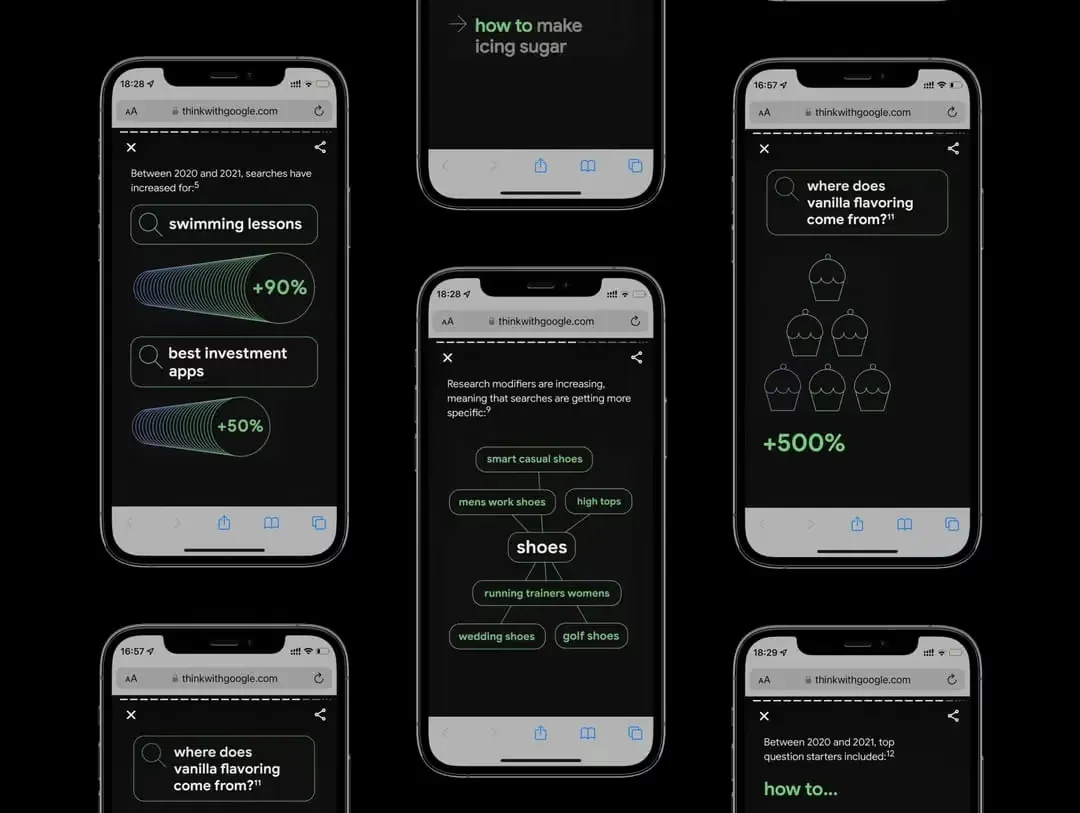 18:28
AA
thinkwithgoogle.com
Between 2020 and 2021, searches have
increased for:5
swimming lessons
+90%
best investment
apps
+50%
16:57
AA
thinkwithgoogle.com
where does
vanilla flavoring
come from?11
how to make
icing sugar
18:28
AA
thinkwithgoogle.com
Research modifiers are increasing,
meaning that searches are getting more
specific:9
smart casual shoes
mens work shoes
high tops
shoes
running trainers womens
wedding shoes
golf shoes
16:57
AA
thinkwithgoogle.com
where does
vanilla flavoring
come from?11
+500%
18:29
AA
thinkwithgoogle.com
Between 2020 and 2021, top
question starters included:12
how to...